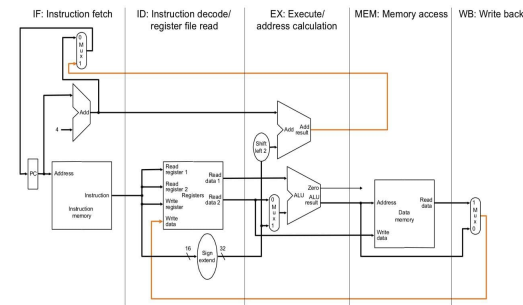 IF: Instruction fetch
ID: Instruction decode/
register file read
EX: Execute/
address calculation
MEM: Memory access
WB: Write back
0
M
u
x
1
Add
4
Add
Add
result
Shift
left 2
PC
Address
Instruction
Instruction
memory
Read
register 1
Read
register 2
Registers
Write
register
Write
data
Read
data 1
Read
data 2
0
M
u
x
1
ALU
Zero
ALU
result
Address
Read
data
Data
memory
Write
data
1
M
u
x
0
16
Sign
extend
32